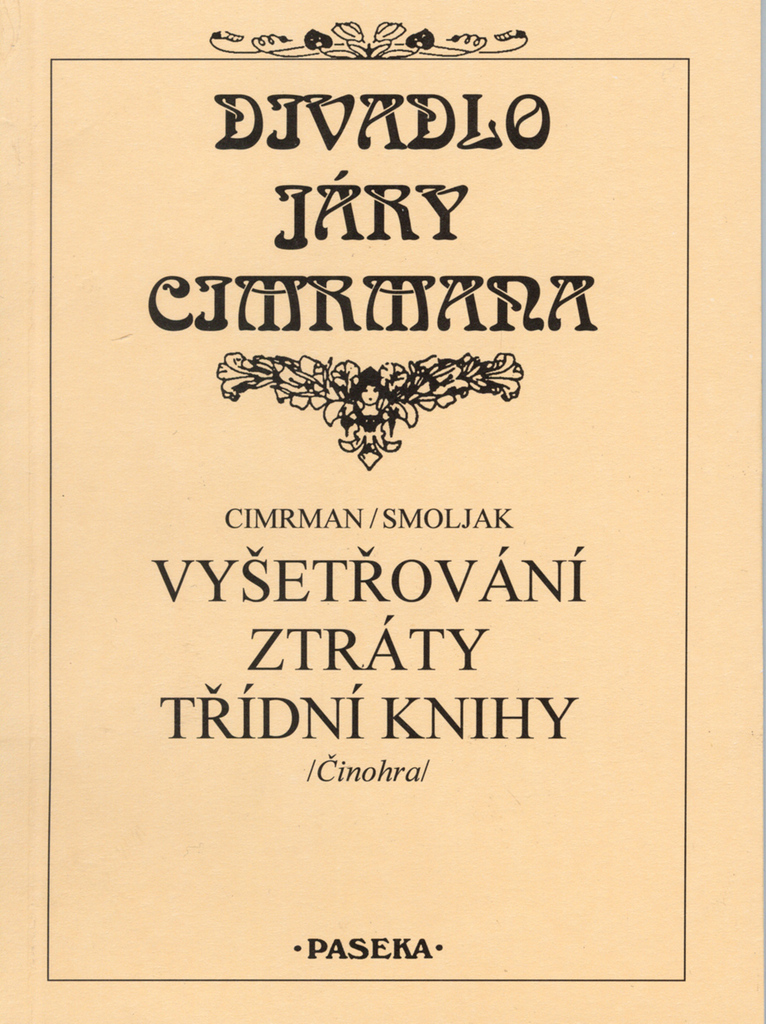 DIVADLO
JÁRY
CIMRMANA
CIMRMAN / SMOLJAK
VYŠETŘOVÁNÍ
ZTRÁTY
TŘÍDNÍ KNIHY
/Činohra/
·PASEKA·